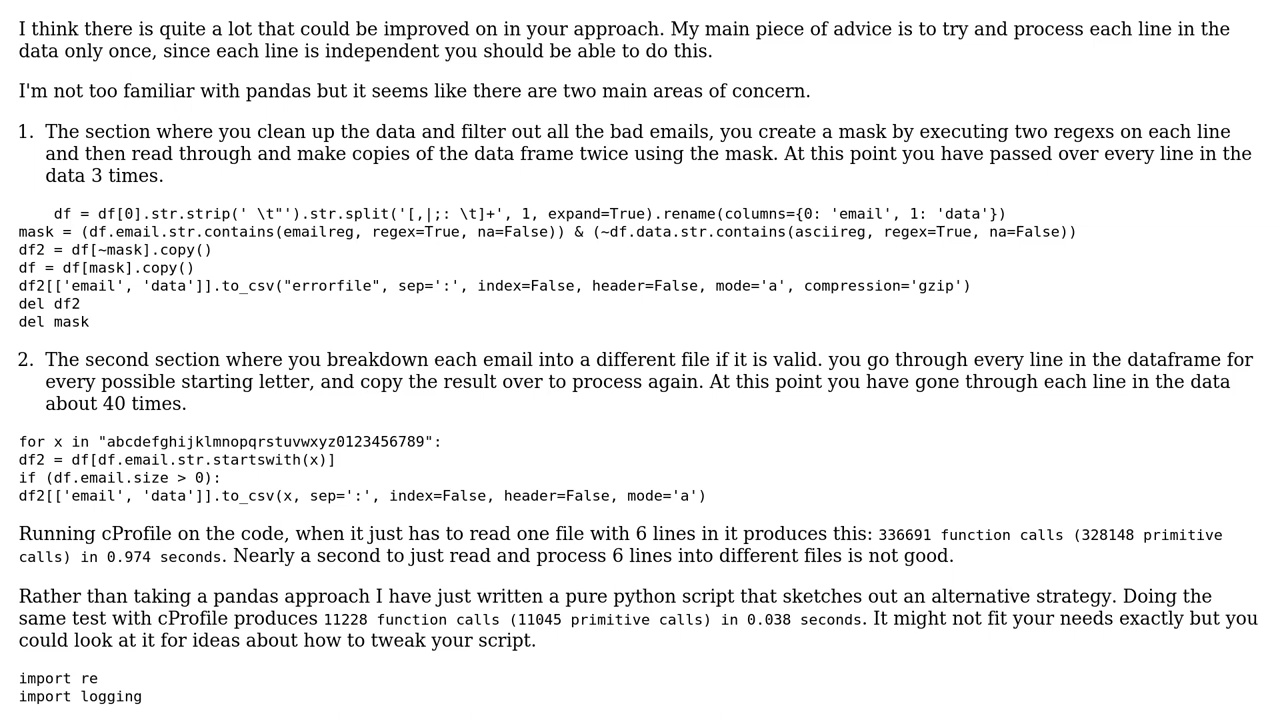 I think there is quite a lot that could be improved on in your approach. My main piece of advice is to try and process each line in the
data only once, since each line is independent you should be able to do this.
I'm not too familiar with pandas but it seems like there are two main areas of concern.
1. The section where you clean up the data and filter out all the bad emails, you create a mask by executing two regexs on each line
and then read through and make copies of the data frame twice using the mask. At this point you have passed over every line in the
data 3 times.
    df = df[0].str.strip(' \t"').str.split('[,|;: \t]+', 1, expand=True).rename(columns={0: 'email', 1: 'data'})
mask = (df.email.str.contains(emailreg, regex=True, na=False)) & (~df.data.str.contains(asciireg, regex=True, na=False))
df2 = df[~mask].copy()
df = df[mask].copy()
df2[['email', 'data']].to_csv("errorfile", sep=':', index=False, header=False, mode='a', compression='gzip')
del df2
del mask
2. The second section where you breakdown each email into a different file if it is valid. you go through every line in the dataframe for
every possible starting letter, and copy the result over to process again. At this point you have gone through each line in the data
about 40 times.
for x in "abcdefghijklmnopqrstuvwxyz0123456789":
df2 = df[df.email.str.startswith(x)]
if (df.email.size > 0):
df2[['email', 'data']].to_csv(x, sep=':', index=False, header=False, mode='a')
Running cProfile on the code, when it just has to read one file with 6 lines in it produces this: 336691 function calls (328148 primitive
calls) in 0.974 seconds. Nearly a second to just read and process 6 lines into different files is not good.
Rather than taking a pandas approach I have just written a pure python script that sketches out an alternative strategy. Doing the
same test with cProfile produces 11228 function calls (11045 primitive calls) in 0.038 seconds. It might not fit your needs exactly but you
could look at it for ideas about how to tweak your script.
import re
import logging